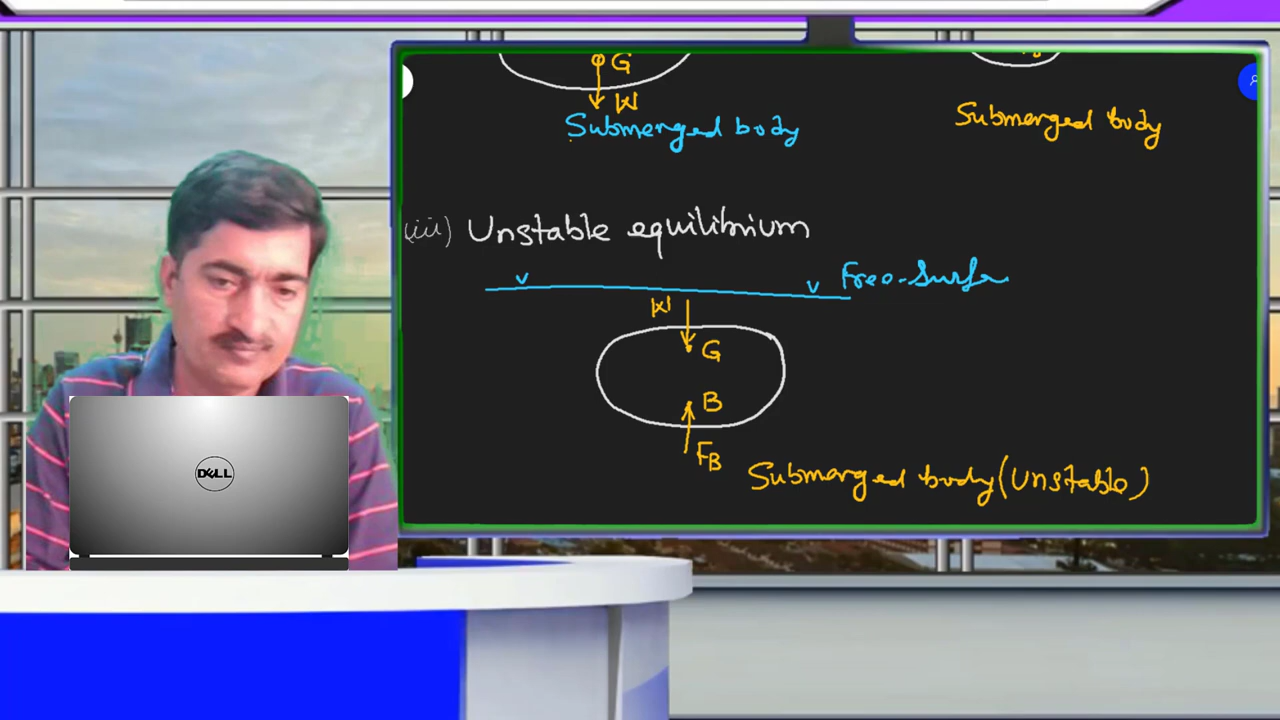 G
W
Submerged body
Submerged body
(iii) Unstable equilibrium
Free-Surfa
W
G
B
FB
Submerged body (Unstable)
DELL